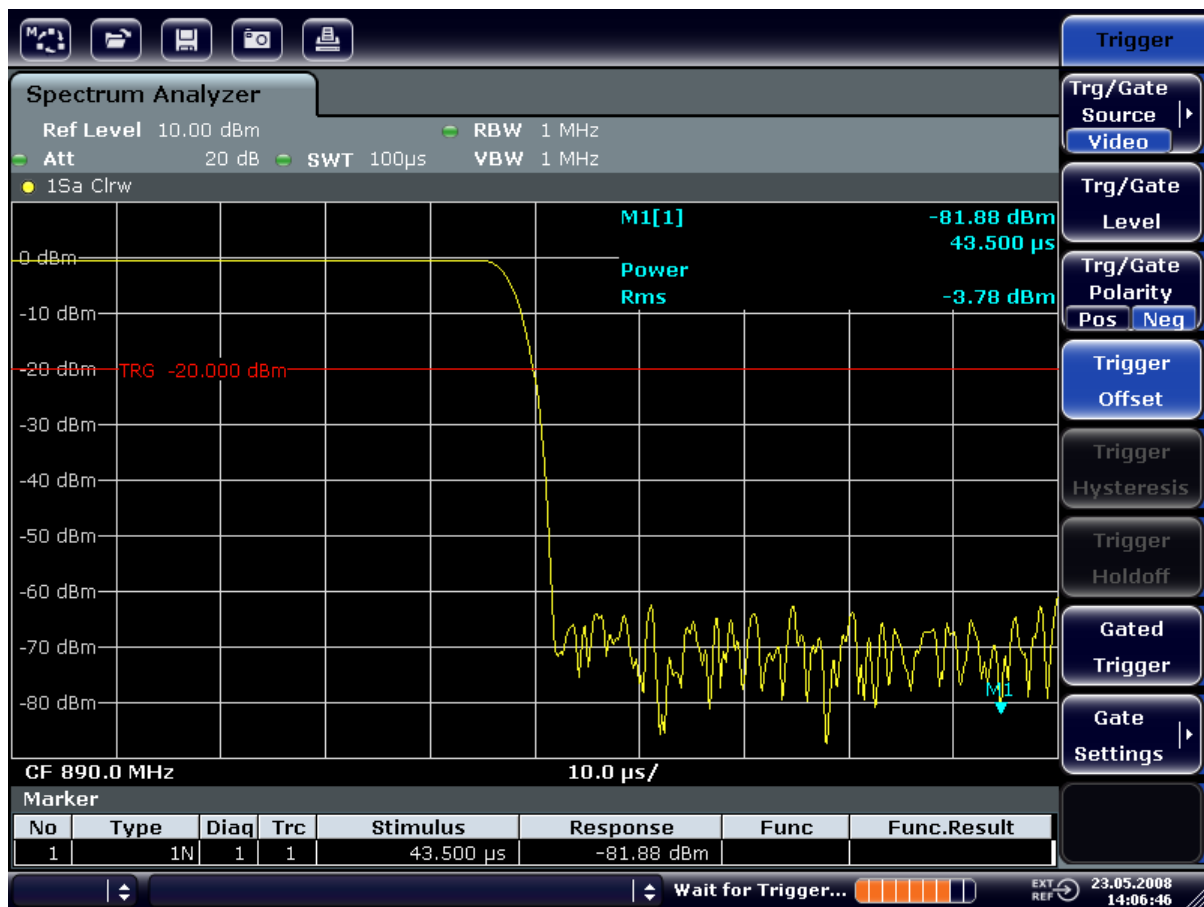 Trigger
Spectrum Analyzer
Ref Level 10.00 dBm RBW 1 MHz
Att 20 dB SWT 100µs VBW 1 MHz
1Sa Clrw
M1[1] -81.88 dBm
43.500 µs
Power
Rms -3.78 dBm
0 dBm
-10 dBm
-20 dBm
TRG -20.000 dBm
-30 dBm
-40 dBm
-50 dBm
-60 dBm
-70 dBm
-80 dBm
M1
CF 890.0 MHz 10.0 µs/
Marker
No Type Diaq Trc Stimulus Response Func Func.Result
1 1N 1 1 43.500 µs -81.88 dBm
Wait for Trigger...
EXT
REF
23.05.2008
14:06:46
Trg/Gate
Source
Video
Trg/Gate
Level
Trg/Gate
Polarity
Pos Neg
Trigger
Offset
Trigger
Hysteresis
Trigger
Holdoff
Gated
Trigger
Gate
Settings
M